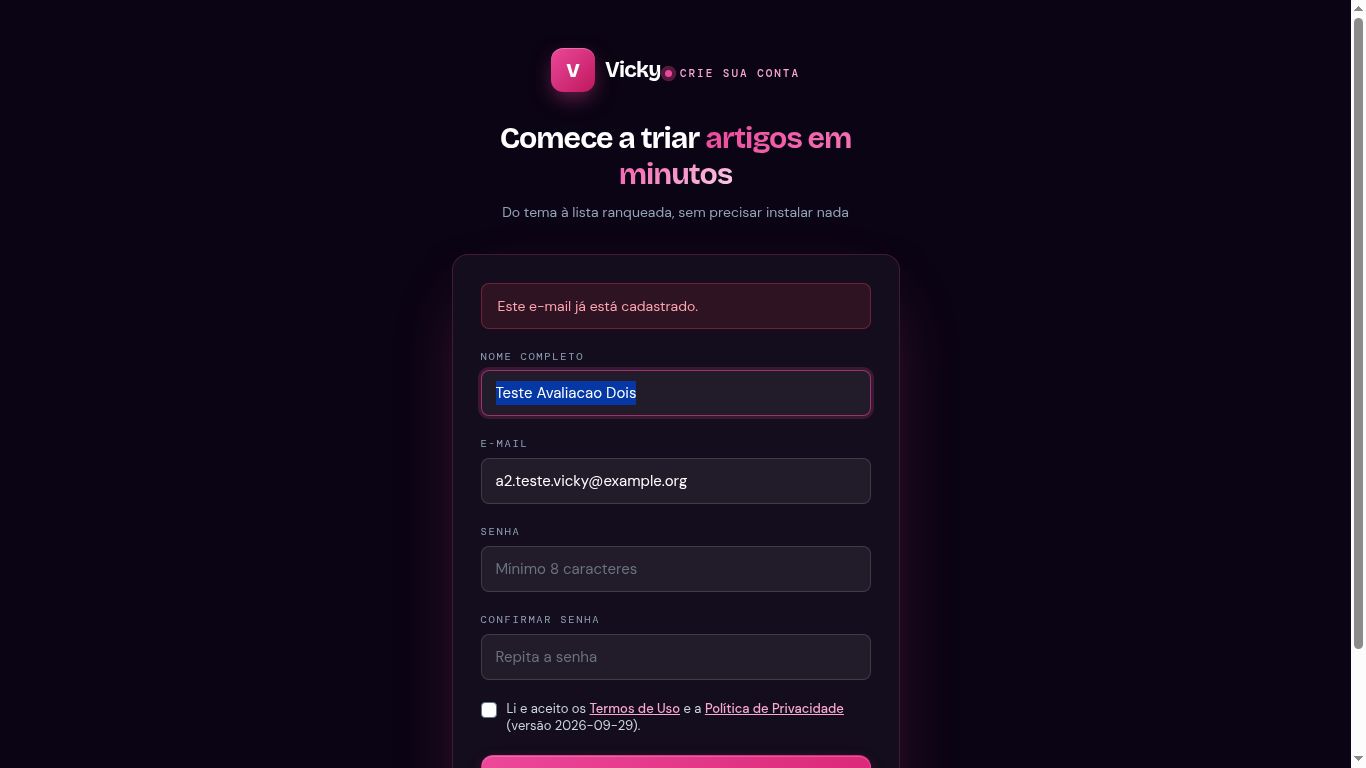 V Vicky CRIE SUA CONTA
Comece a triar artigos em
minutos
Do tema à lista ranqueada, sem precisar instalar nada
Este e-mail já está cadastrado.
NOME COMPLETO
Teste Avaliacao Dois
E-MAIL
a2.teste.vicky@example.org
SENHA
Mínimo 8 caracteres
CONFIRMAR SENHA
Repita a senha
Li e aceito os Termos de Uso e a Política de Privacidade
(versão 2026-09-29).